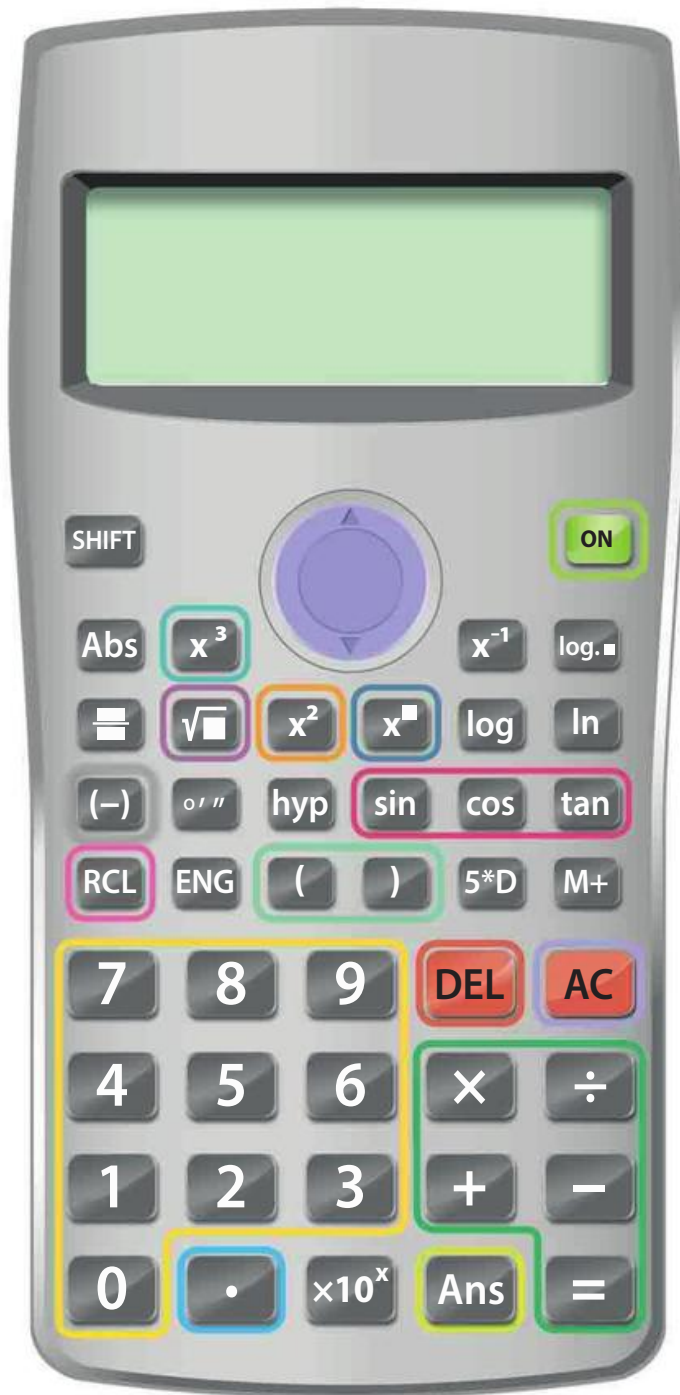 SHIFT ON
Abs x³ x⁻¹ log.■
√■ x² x■ log ln
(−) o′″ hyp sin cos tan
RCL ENG ( ) 5*D M+
7 8 9 DEL AC
4 5 6 × ÷
1 2 3 + −
0 · ×10ˣ Ans =